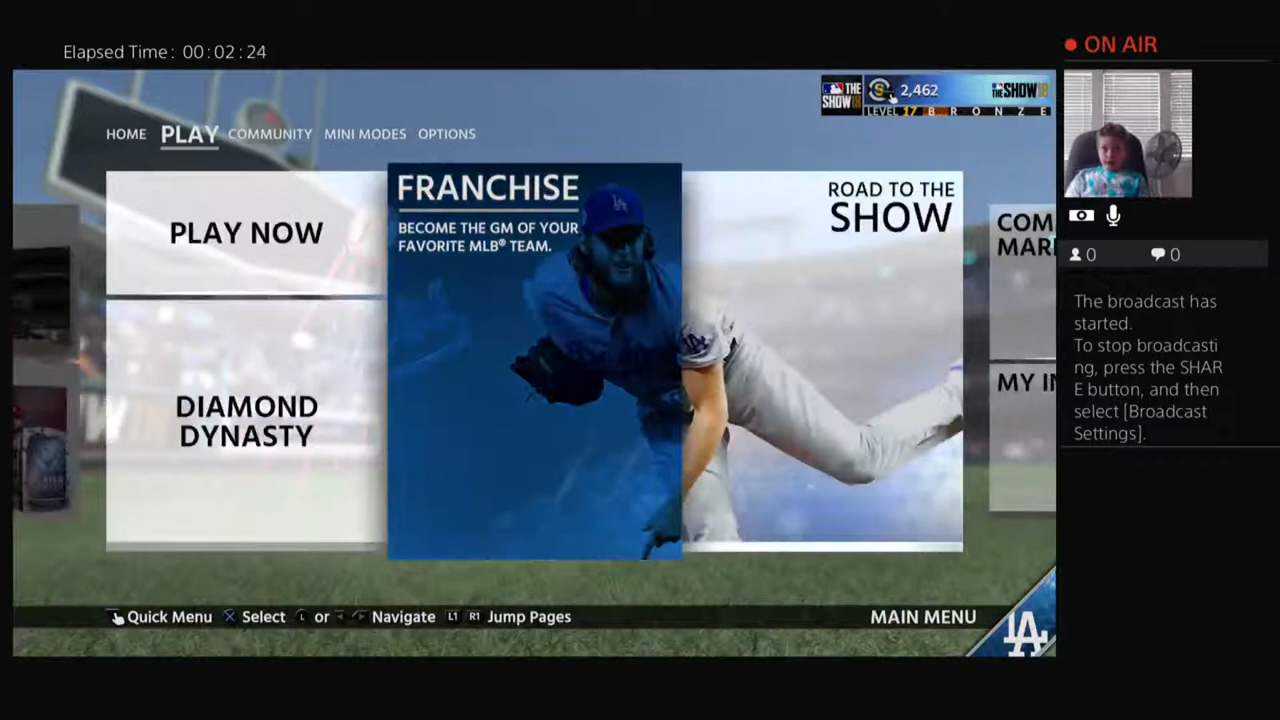 Elapsed Time: 00:02:24
ON AIR
THE SHOW 18
2,462
THE SHOW 18
LEVEL 17 BRONZE
HOME PLAY COMMUNITY MINI MODES OPTIONS
PLAY NOW
DIAMOND
DYNASTY
FRANCHISE
BECOME THE GM OF YOUR
FAVORITE MLB® TEAM.
ROAD TO THE
SHOW
COM
MAR
MY I
0 0
The broadcast has
started.
To stop broadcasti
ng, press the SHAR
E button, and then
select [Broadcast
Settings].
Quick Menu Select or Navigate L1 R1 Jump Pages
MAIN MENU
LA